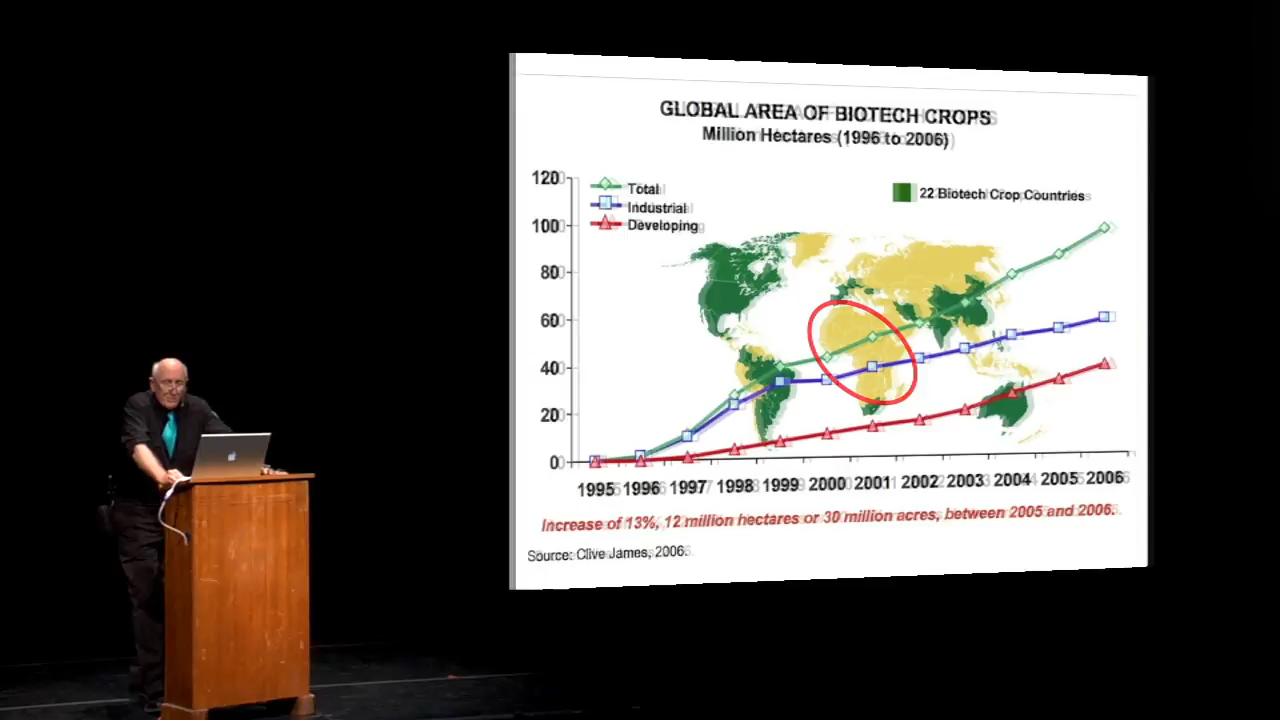 GLOBAL AREA OF BIOTECH CROPS
Million Hectares (1996 to 2006)
120
Total
22 Biotech Crop Countries
Industrial
100
Developing
80
60
40
20
0
1995 1996 1997 1998 1999 2000 2001 2002 2003 2004 2005 2006
Increase of 13%, 12 million hectares or 30 million acres, between 2005 and 2006.
Source: Clive James, 2006.